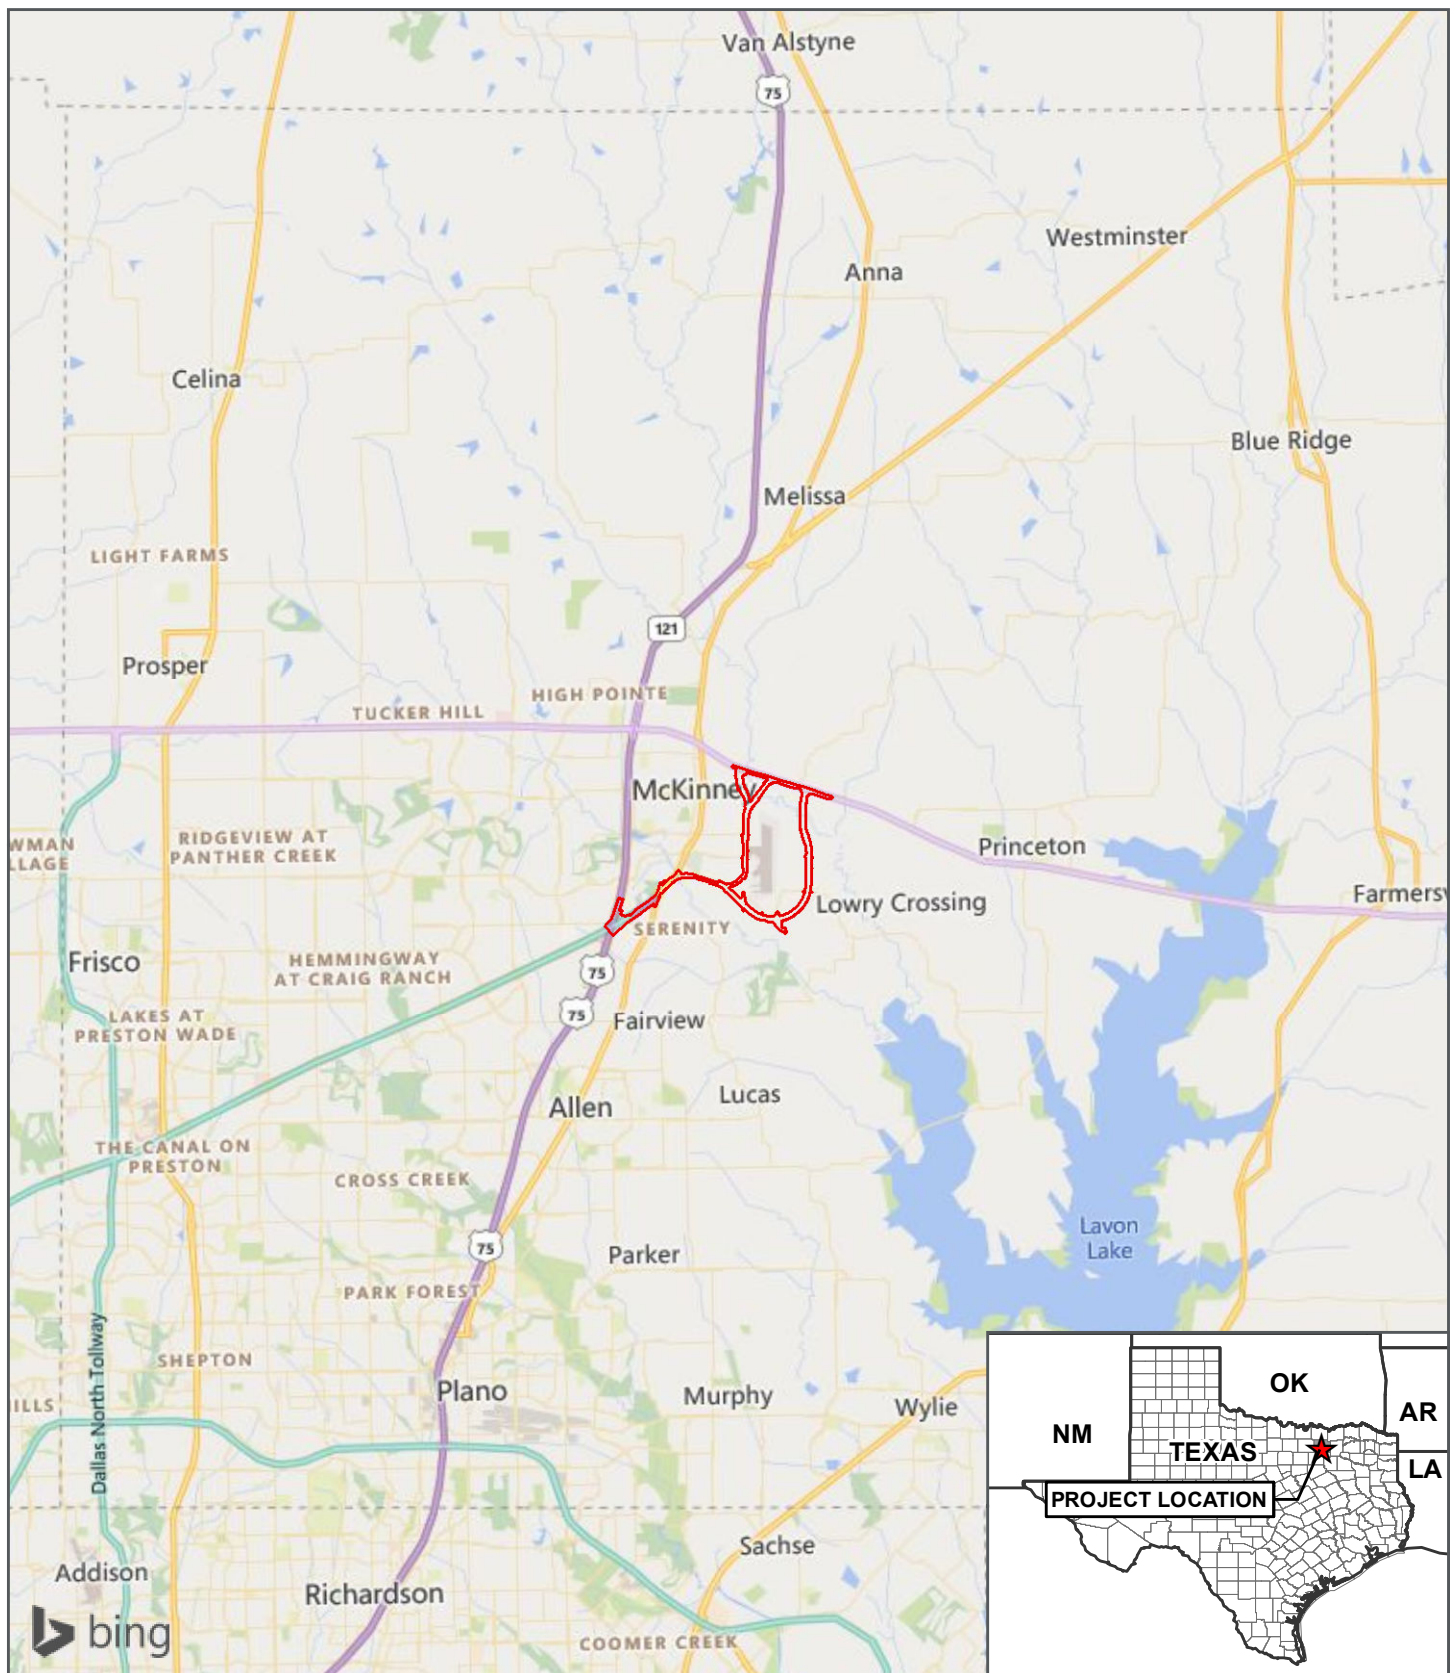 Van Alstyne
75
Westminster
Anna
Celina
Blue Ridge
Melissa
LIGHT FARMS
121
Prosper
HIGH POINTE
TUCKER HILL
McKinney
WMAN
LLAGE
RIDGEVIEW AT
PANTHER CREEK
Princeton
Farmersv
Lowry Crossing
SERENITY
Frisco
HEMMINGWAY
AT CRAIG RANCH
75
75
LAKES AT
PRESTON WADE
Fairview
Lucas
Allen
THE CANAL ON
PRESTON
CROSS CREEK
Lavon
Lake
75
Parker
PARK FOREST
Dallas North Tollway
SHEPTON
Plano
Murphy
Wylie
ILLS
OK
AR
NM
TEXAS
LA
PROJECT LOCATION
Sachse
Addison
Richardson
bing
COOMER CREEK